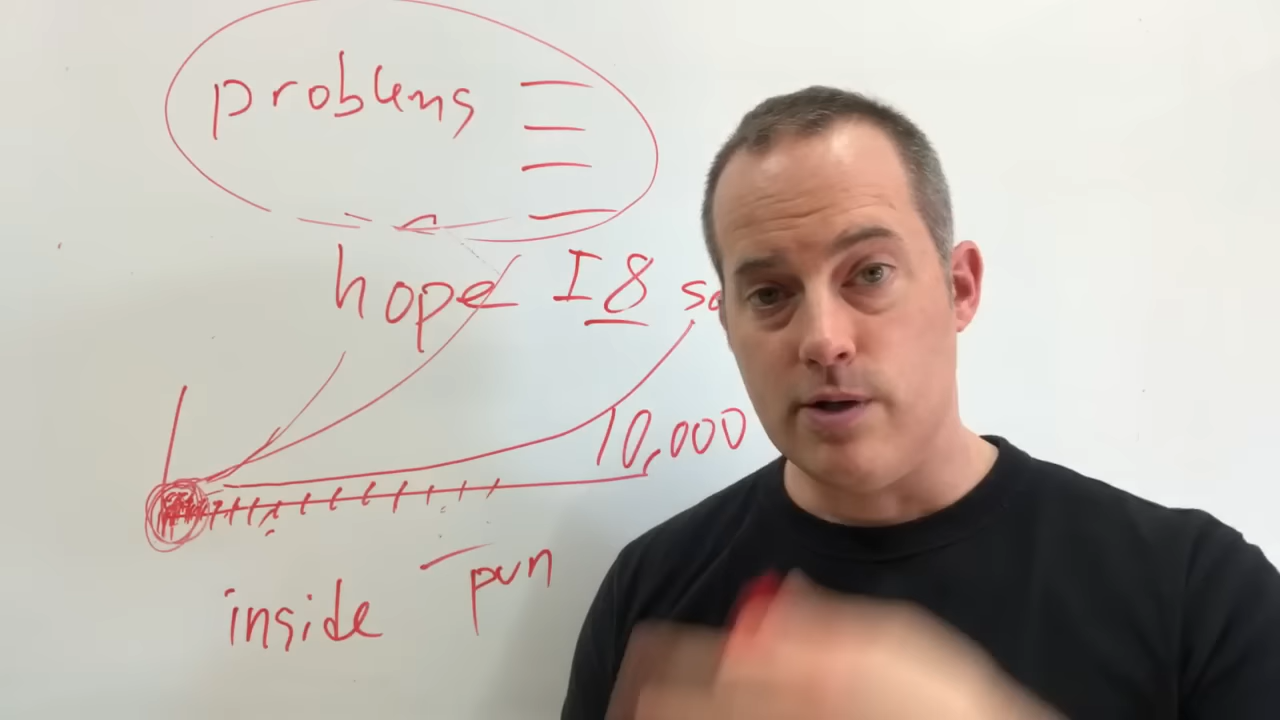 problems
hope I8
10,000
inside pun